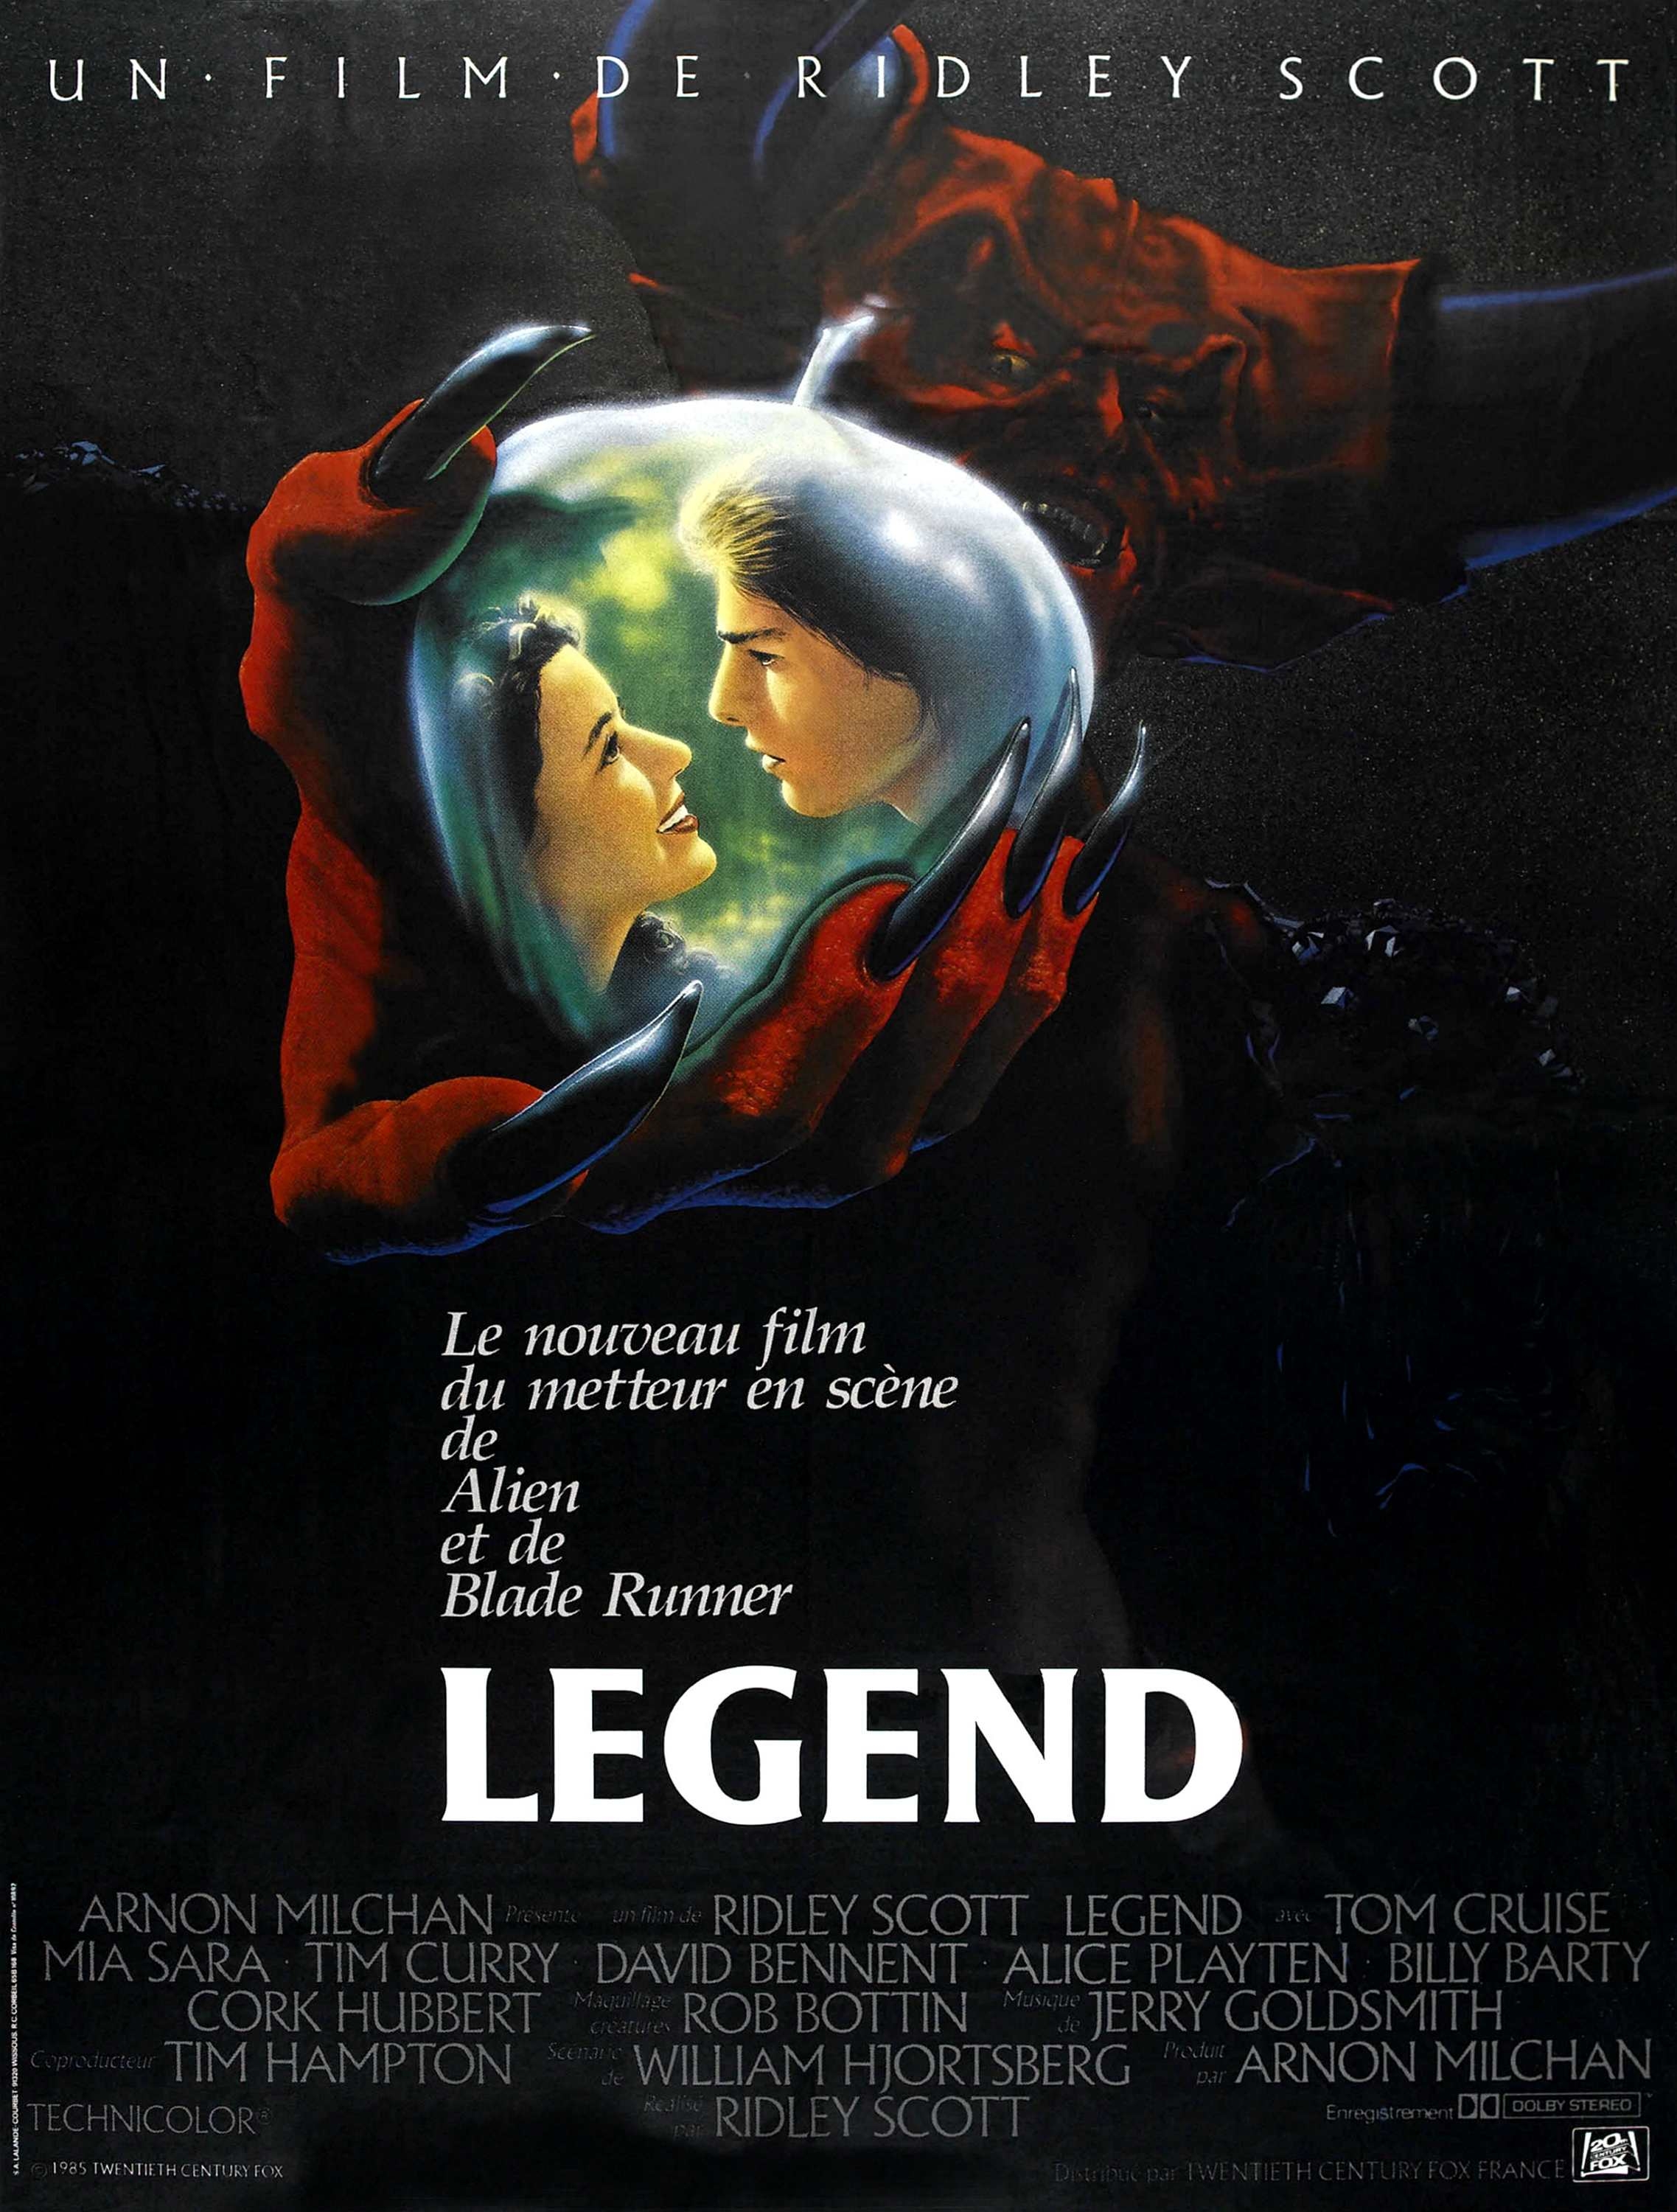 UN·FILM·DE·RIDLEY SCOTT
Le nouveau film
du metteur en scène
de
Alien
et de
Blade Runner
LEGEND
ARNON MILCHAN Présente un film de RIDLEY SCOTT LEGEND avec TOM CRUISE
MIA SARA · TIM CURRY · DAVID BENNENT · ALICE PLAYTEN · BILLY BARTY
CORK HUBBERT Maquillage créatures ROB BOTTIN Musique de JERRY GOLDSMITH
Coproducteur TIM HAMPTON Scénario de WILLIAM HJORTSBERG Produit par ARNON MILCHAN
TECHNICOLOR® Réalisé par RIDLEY SCOTT Enregistrement DOLBY STEREO
© 1985 TWENTIETH CENTURY FOX Distribué par TWENTIETH CENTURY FOX FRANCE
20th CENTURY FOX